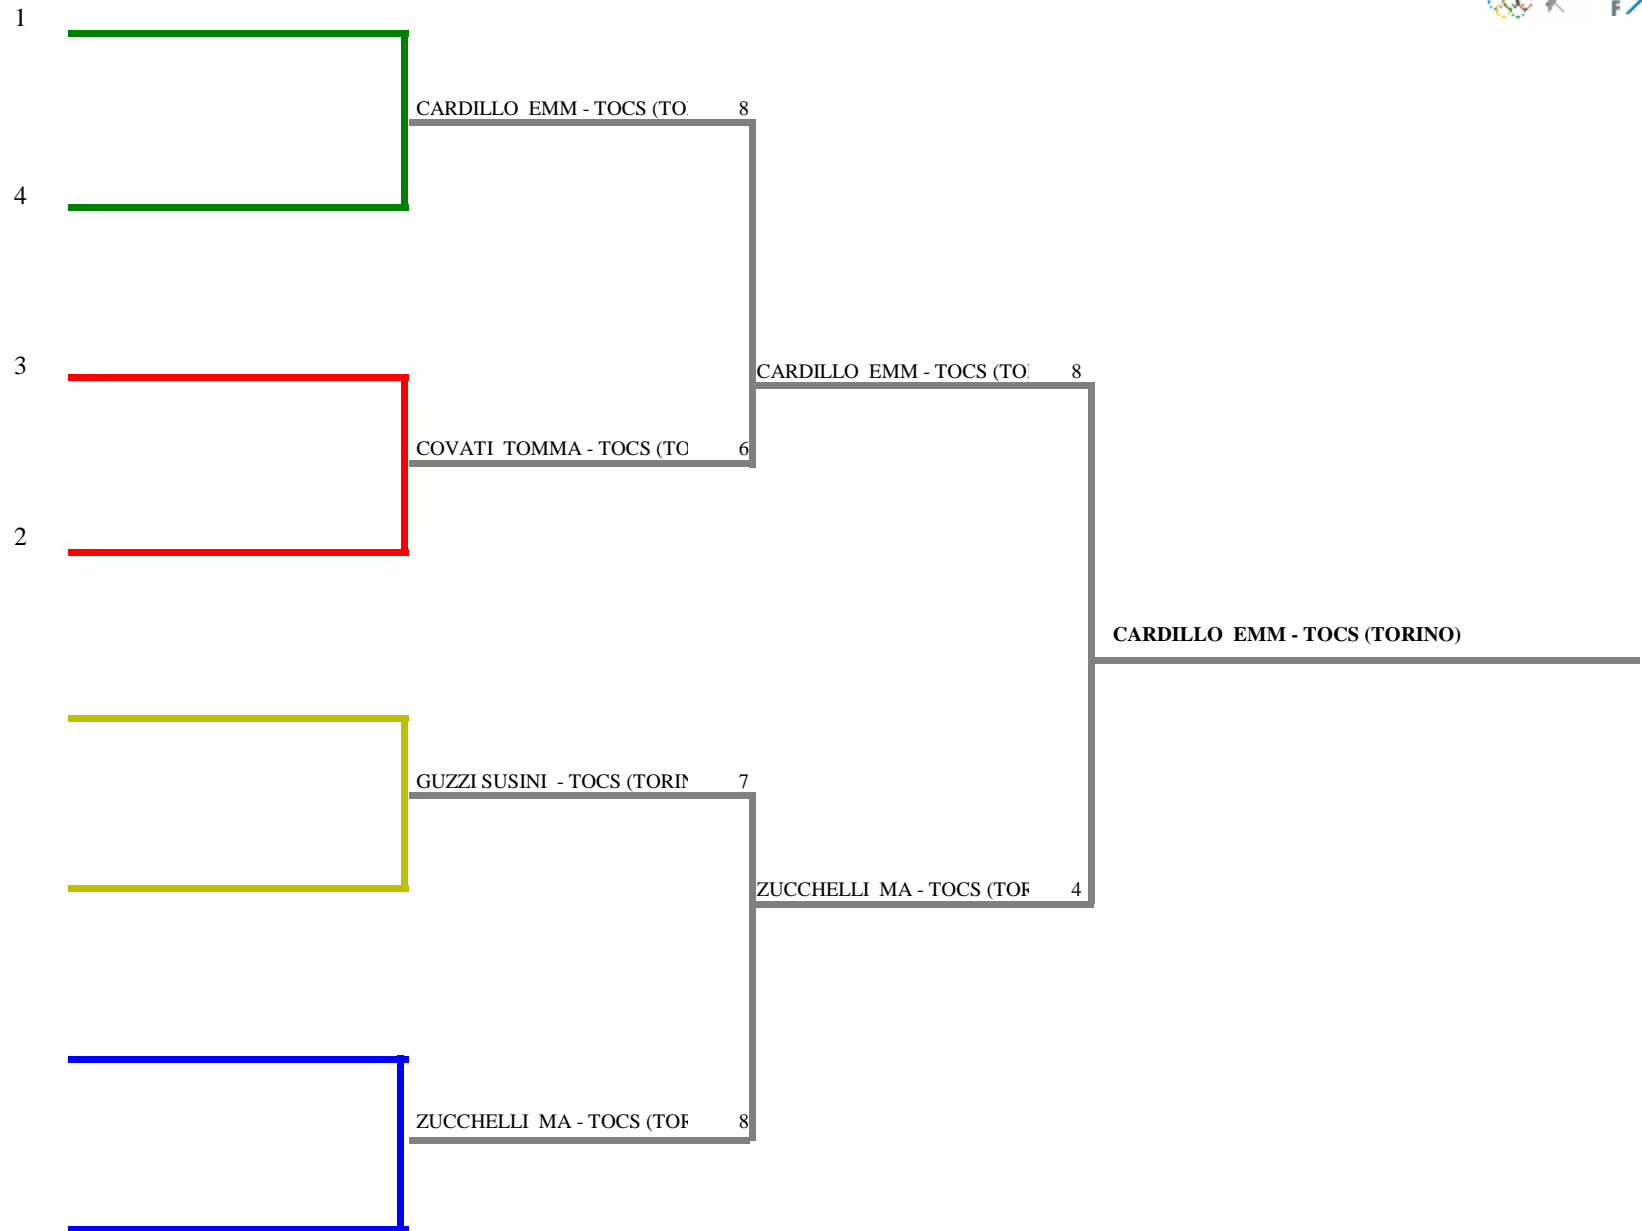 1
CARDILLO EMM - TOCS (TO 8
4
3
CARDILLO EMM - TOCS (TO 8
COVATI TOMMA - TOCS (TO 6
2
CARDILLO EMM - TOCS (TORINO)
GUZZI SUSINI - TOCS (TORIN 7
ZUCCHELLI MA - TOCS (TOR 4
ZUCCHELLI MA - TOCS (TOR 8